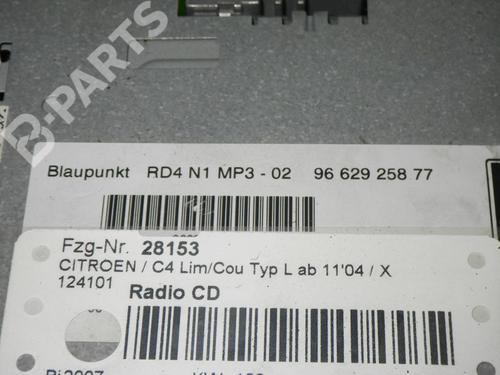 B-PARTS
Blaupunkt RD4 N1 MP3 - 02 96 629 258 77
Fzg-Nr. 28153
CITROEN / C4 Lim/Cou Typ L ab 11'04 / X
124101
Radio CD